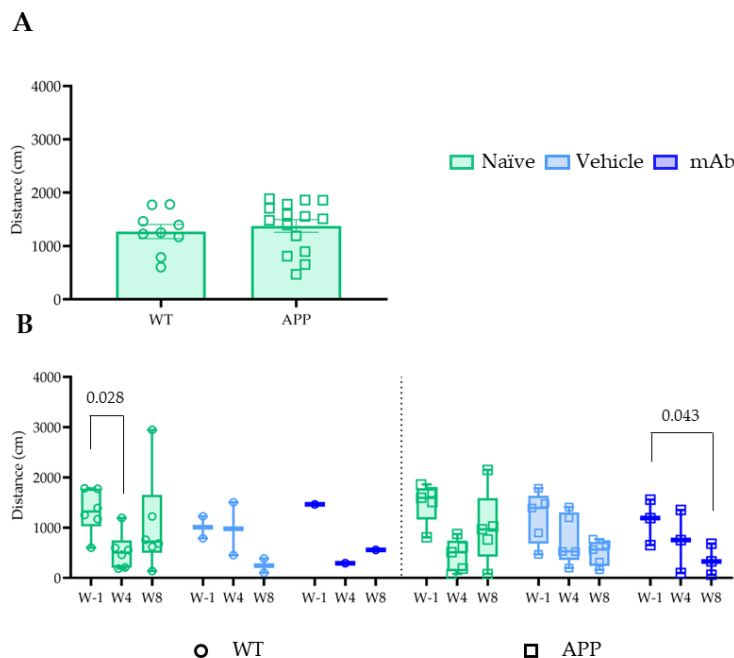 A
4000
3000
2000
1000
0
Distance (cm)
WT APP
Naïve Vehicle mAb
B
4000
3000
2000
1000
0
Distance (cm)
0.028
0.043
W-1 W4 W8 W-1 W4 W8 W-1 W4 W8 W-1 W4 W8 W-1 W4 W8 W-1 W4 W8
WT APP